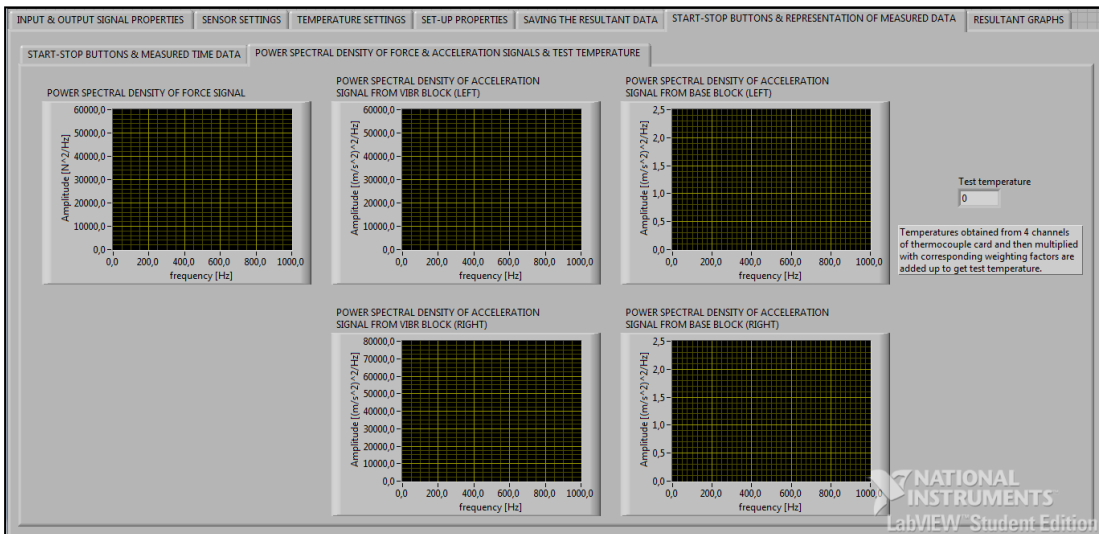 INPUT & OUTPUT SIGNAL PROPERTIES
SENSOR SETTINGS
TEMPERATURE SETTINGS
SET-UP PROPERTIES
SAVING THE RESULTANT DATA
START-STOP BUTTONS & REPRESENTATION OF MEASURED DATA
RESULTANT GRAPHS
START-STOP BUTTONS & MEASURED TIME DATA
POWER SPECTRAL DENSITY OF FORCE & ACCELERATION SIGNALS & TEST TEMPERATURE
POWER SPECTRAL DENSITY OF FORCE SIGNAL
60000,0
50000,0
40000,0
30000,0
20000,0
10000,0
0,0
Amplitude [N^2/Hz]
0,0 200,0 400,0 600,0 800,0 1000,0
frequency [Hz]
POWER SPECTRAL DENSITY OF ACCELERATION
SIGNAL FROM VIBR BLOCK (LEFT)
60000,0
50000,0
40000,0
30000,0
20000,0
10000,0
0,0
Amplitude [(m/s^2)^2/Hz]
0,0 200,0 400,0 600,0 800,0 1000,0
frequency [Hz]
POWER SPECTRAL DENSITY OF ACCELERATION
SIGNAL FROM BASE BLOCK (LEFT)
2,5
2,0
1,5
1,0
0,5
0,0
Amplitude [(m/s^2)^2/Hz]
0,0 200,0 400,0 600,0 800,0 1000,0
frequency [Hz]
Test temperature
0
Temperatures obtained from 4 channels
of thermocouple card and then multiplied
with corresponding weighting factors are
added up to get test temperature.
POWER SPECTRAL DENSITY OF ACCELERATION
SIGNAL FROM VIBR BLOCK (RIGHT)
80000,0
70000,0
60000,0
50000,0
40000,0
30000,0
20000,0
10000,0
0,0
Amplitude [(m/s^2)^2/Hz]
0,0 200,0 400,0 600,0 800,0 1000,0
frequency [Hz]
POWER SPECTRAL DENSITY OF ACCELERATION
SIGNAL FROM BASE BLOCK (RIGHT)
2,5
2,0
1,5
1,0
0,5
0,0
Amplitude [(m/s^2)^2/Hz]
0,0 200,0 400,0 600,0 800,0 1000,0
frequency [Hz]
NATIONAL
INSTRUMENTS
LabVIEW Student Edition